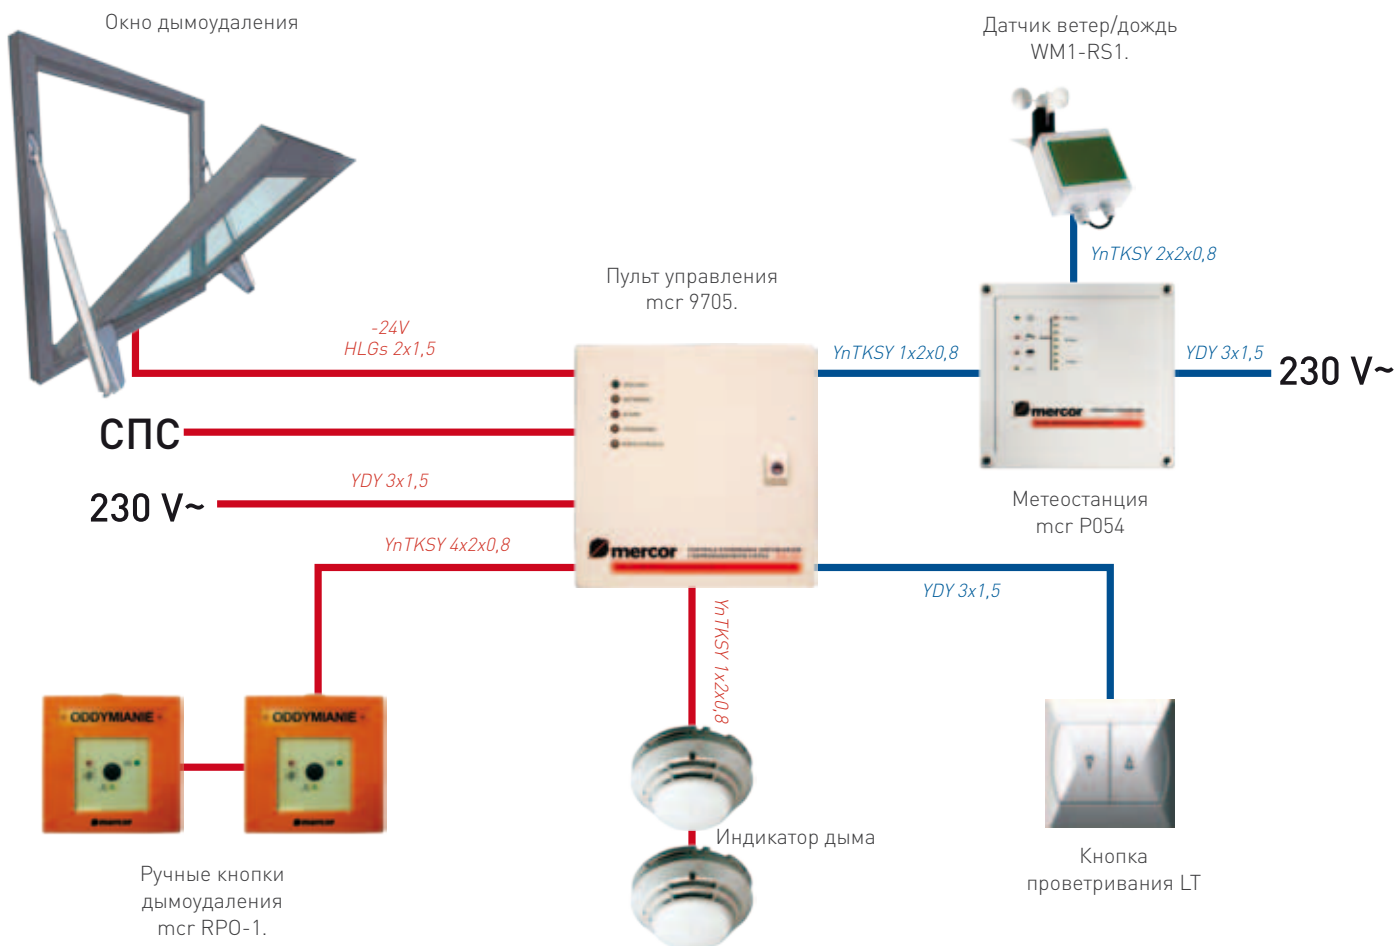 Окно дымоудаления
Датчик ветер/дождь
WM1-RS1.
YnTKSY 2x2x0,8
Пульт управления
mcr 9705.
-24V
HLGs 2x1,5
YnTKSY 1x2x0,8
YDY 3x1,5
230 V~
mercor
СПС
YDY 3x1,5
230 V~
Метеостанция
mcr P054
YnTKSY 4x2x0,8
mercor
YDY 3x1,5
YnTKSY 1x2x0,8
ODDYMIANIE
ODDYMIANIE
mercor
mercor
Индикатор дыма
Кнопка
проветривания LT
Ручные кнопки
дымоудаления
mcr RPO-1.